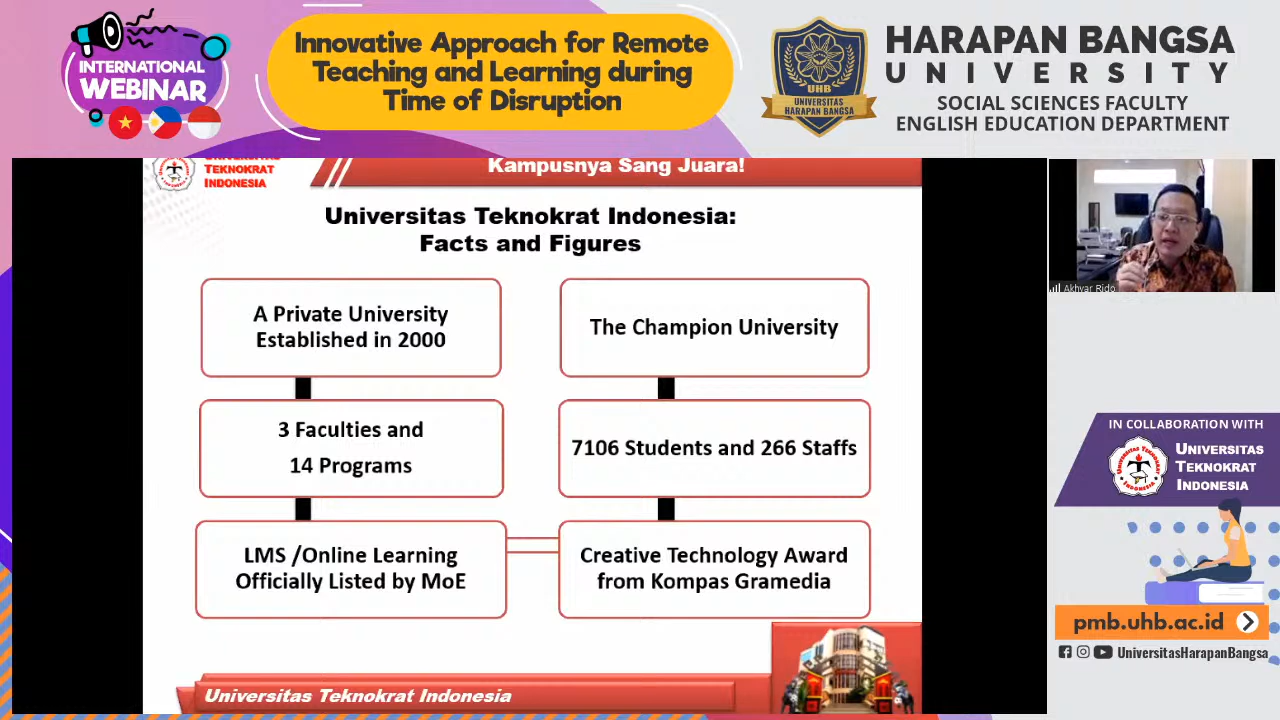 INTERNATIONAL
WEBINAR
Innovative Approach for Remote
Teaching and Learning during
Time of Disruption
UHB
UNIVERSITAS
HARAPAN BANGSA
HARAPAN BANGSA
UNIVERSITY
SOCIAL SCIENCES FACULTY
ENGLISH EDUCATION DEPARTMENT
UNIVERSITAS
TEKNOKRAT
INDONESIA
Kampusnya Sang Juara!
Universitas Teknokrat Indonesia:
Facts and Figures
A Private University
Established in 2000
The Champion University
3 Faculties and
14 Programs
7106 Students and 266 Staffs
LMS /Online Learning
Officially Listed by MoE
Creative Technology Award
from Kompas Gramedia
Universitas Teknokrat Indonesia
Akhyar Rido
IN COLLABORATION WITH
UNIVERSITAS
TEKNOKRAT
INDONESIA
pmb.uhb.ac.id
UniversitasHarapanBangsa